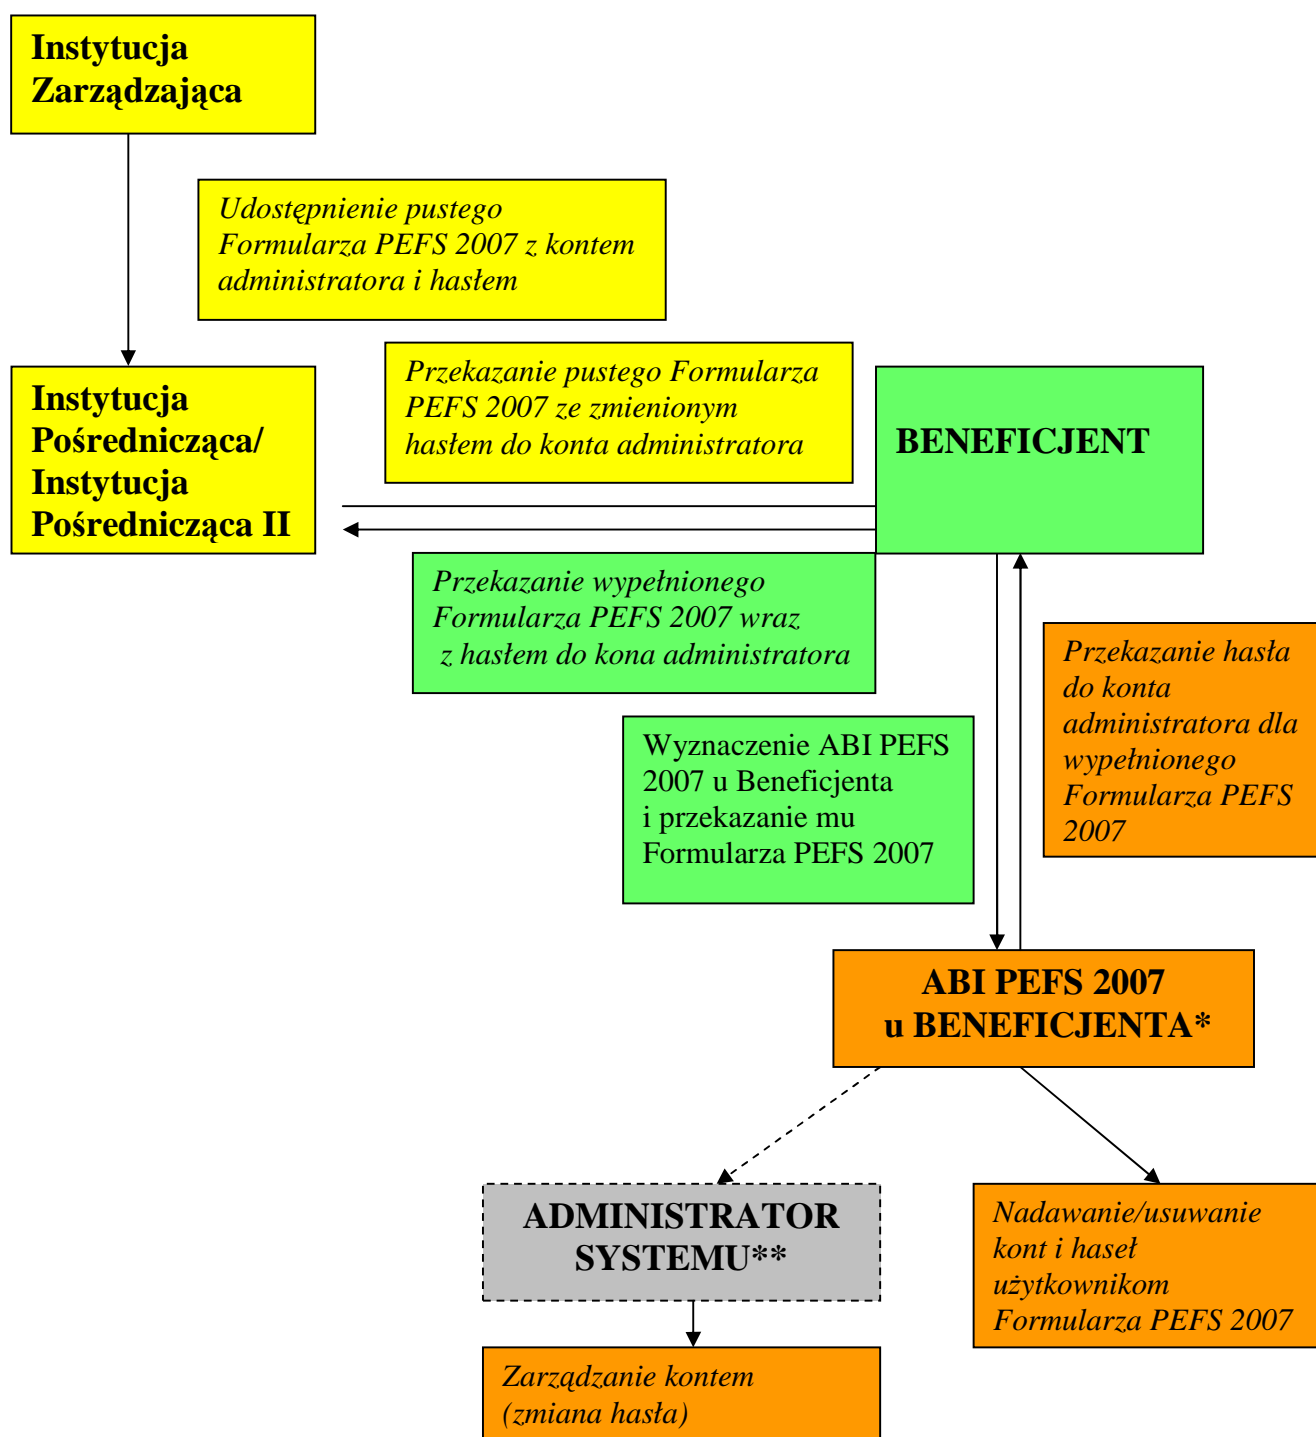 Instytucja
Zarządzająca
Udostępnienie pustego
Formularza PEFS 2007 z kontem
administratora i hasłem
Instytucja
Pośrednicząca/
Instytucja
Pośrednicząca II
Przekazanie pustego Formularza
PEFS 2007 ze zmienionym
hasłem do konta administratora
BENEFICJENT
Przekazanie wypełnionego
Formularza PEFS 2007 wraz
z hasłem do kona administratora
Przekazanie hasła
do konta
administratora dla
wypełnionego
Formularza PEFS
2007
Wyznaczenie ABI PEFS
2007 u Beneficjenta
i przekazanie mu
Formularza PEFS 2007
ABI PEFS 2007
u BENEFICJENTA*
ADMINISTRATOR
SYSTEMU**
Nadawanie/usuwanie
kont i haseł
użytkownikom
Formularza PEFS 2007
Zarządzanie kontem
(zmiana hasła)